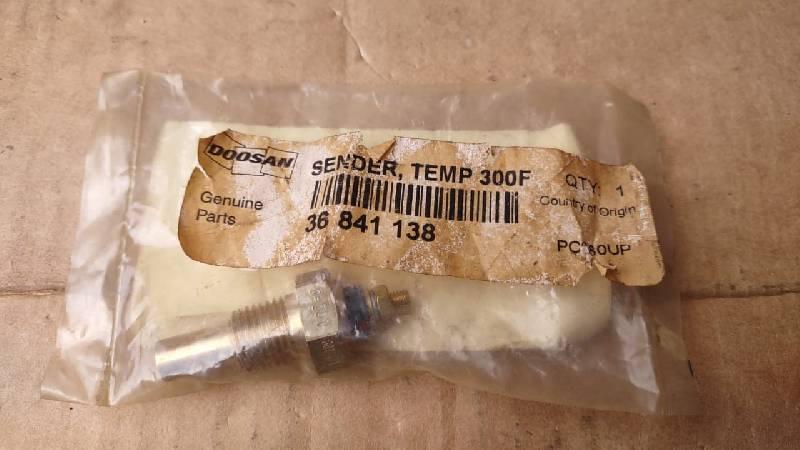 DOOSAN
Genuine
Parts
SENDER, TEMP 300F
36 841 138
QTY: 1
Country of Origin